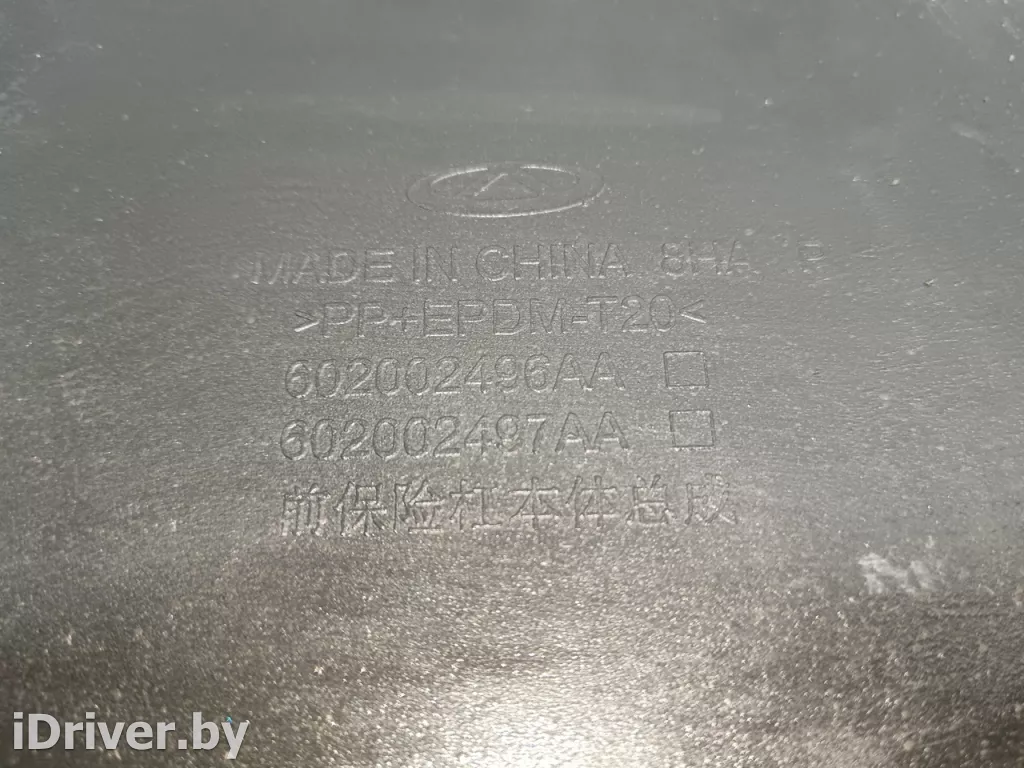 MADE IN CHINA 8HA
>PP+EPDM-T20<
602002496AA
602002497AA
前保险杠本体总成
iDriver.by